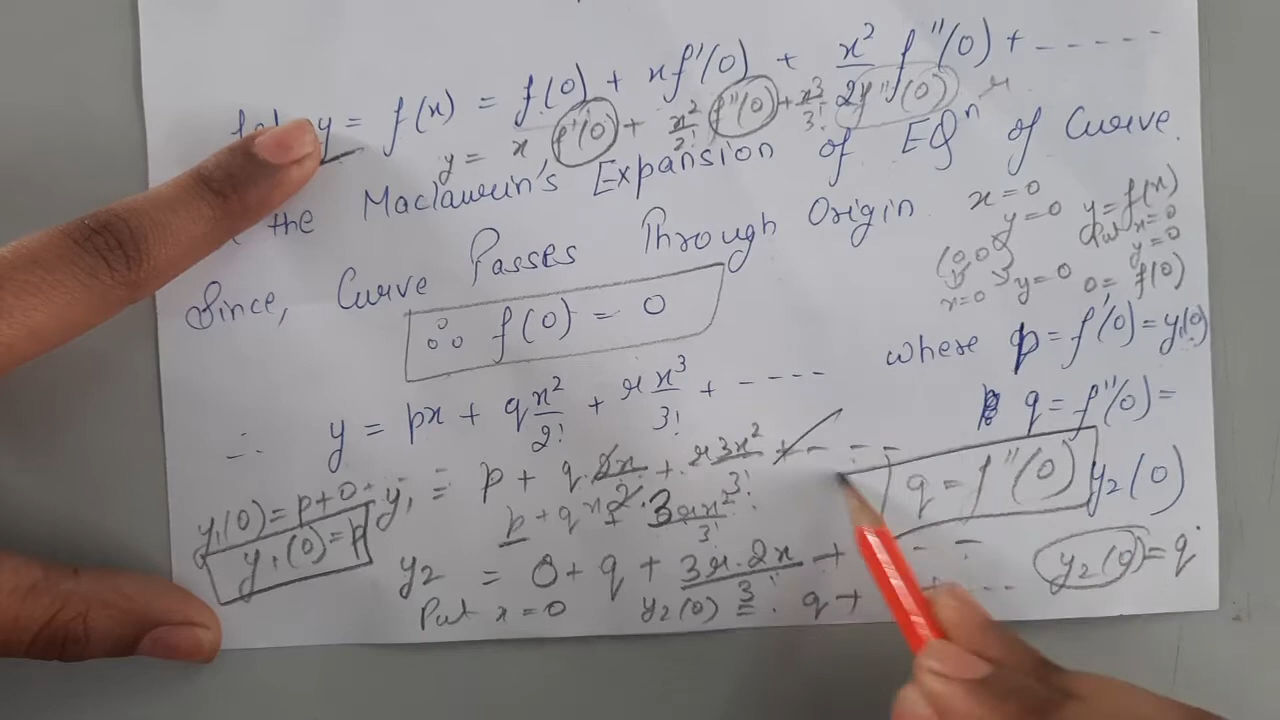 y = f(x) = f(0) + x f'(0) + x²/2 f''(0) + -----
y = x f'(0) + x²/2! f''(0) + x³/3!
the Maclaurin's Expansion of EQⁿ of Curve.
Since, Curve Passes Through Origin
x=0
y=0
(0,0)
x=0 y=0
y=f(x)
Put x=0
y=0
0= f(0)
∴ f(0) = 0
where p = f'(0) = y₁(0)
∴ y = px + q x²/2! + r x³/3! + ----
q = f''(0) =
y₂(0)
q = f''(0)
y₁ = p + q.2x/2! + r 3x²/3! + - - -
p + qx + 3rx²/3!
y₁(0) = p+0+
y₁(0) = p
y₂ = 0 + q + 3r.2x/3! + - -
y₂(0) = q
Put x = 0 y₂(0) = q + + ...